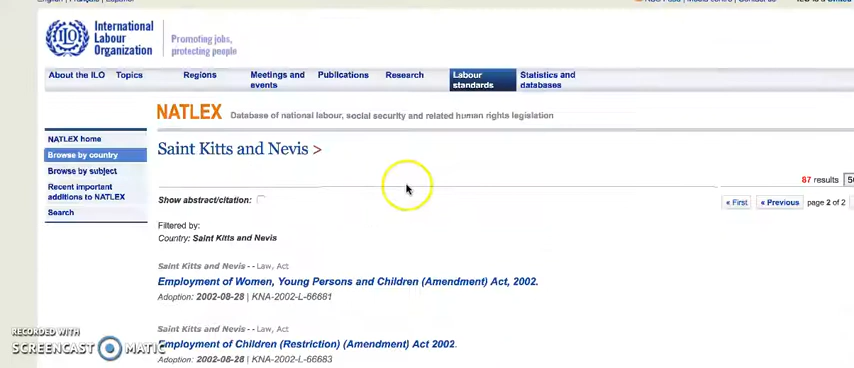 International
Labour
Organization
Promoting jobs,
protecting people
About the ILO Topics Regions Meetings and events Publications Research Labour standards Statistics and databases
NATLEX Database of national labour, social security and related human rights legislation
NATLEX home
Browse by country
Browse by subject
Recent important
additions to NATLEX
Search
Saint Kitts and Nevis >
87 results
Show abstract/citation:
« First « Previous page 2 of 2
Filtered by:
Country: Saint Kitts and Nevis
Saint Kitts and Nevis - - Law, Act
Employment of Women, Young Persons and Children (Amendment) Act, 2002.
Adoption: 2002-08-28 | KNA-2002-L-66681
Saint Kitts and Nevis - - Law, Act
Employment of Children (Restriction) (Amendment) Act 2002.
Adoption: 2002-08-28 | KNA-2002-L-66683
RECORDED WITH
SCREENCAST MATIC